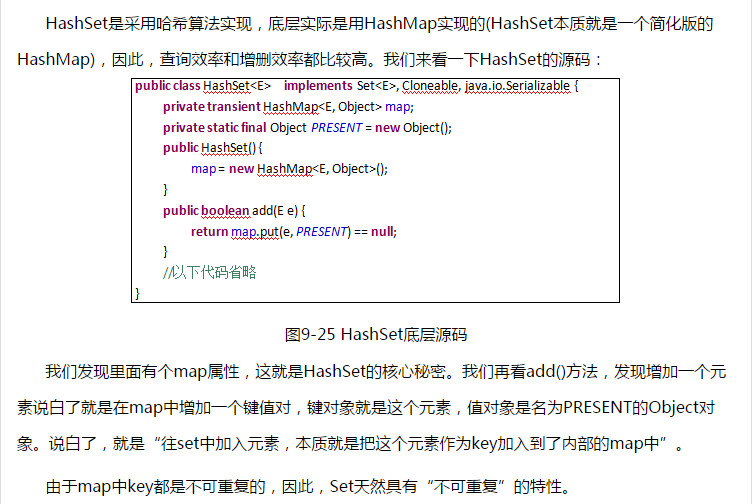 HashSet是采用哈希算法实现，底层实际是用HashMap实现的(HashSet本质就是一个简化版的
HashMap)，因此，查询效率和增删效率都比较高。我们来看一下HashSet的源码：
public class HashSet<E> implements Set<E>, Cloneable, java.io.Serializable {
private transient HashMap<E, Object> map;
private static final Object PRESENT = new Object();
public HashSet() {
map = new HashMap<E, Object>();
}
public boolean add(E e) {
return map.put(e, PRESENT) == null;
}
//以下代码省略
}
图9-25 HashSet底层源码
我们发现里面有个map属性，这就是HashSet的核心秘密。我们再看add()方法，发现增加一个元
素说白了就是在map中增加一个键值对，键对象就是这个元素，值对象是名为PRESENT的Object对
象。说白了，就是“往set中加入元素，本质就是把这个元素作为key加入到了内部的map中”。
由于map中key都是不可重复的，因此，Set天然具有“不可重复”的特性。